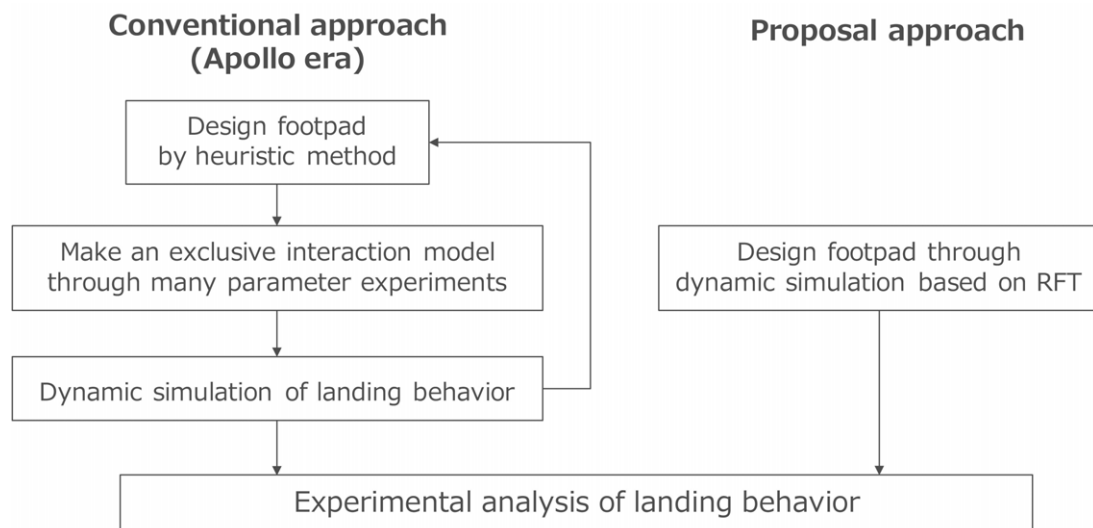 Conventional approach
(Apollo era)
Proposal approach
Design footpad
by heuristic method
Make an exclusive interaction model
through many parameter experiments
Design footpad through
dynamic simulation based on RFT
Dynamic simulation of landing behavior
Experimental analysis of landing behavior